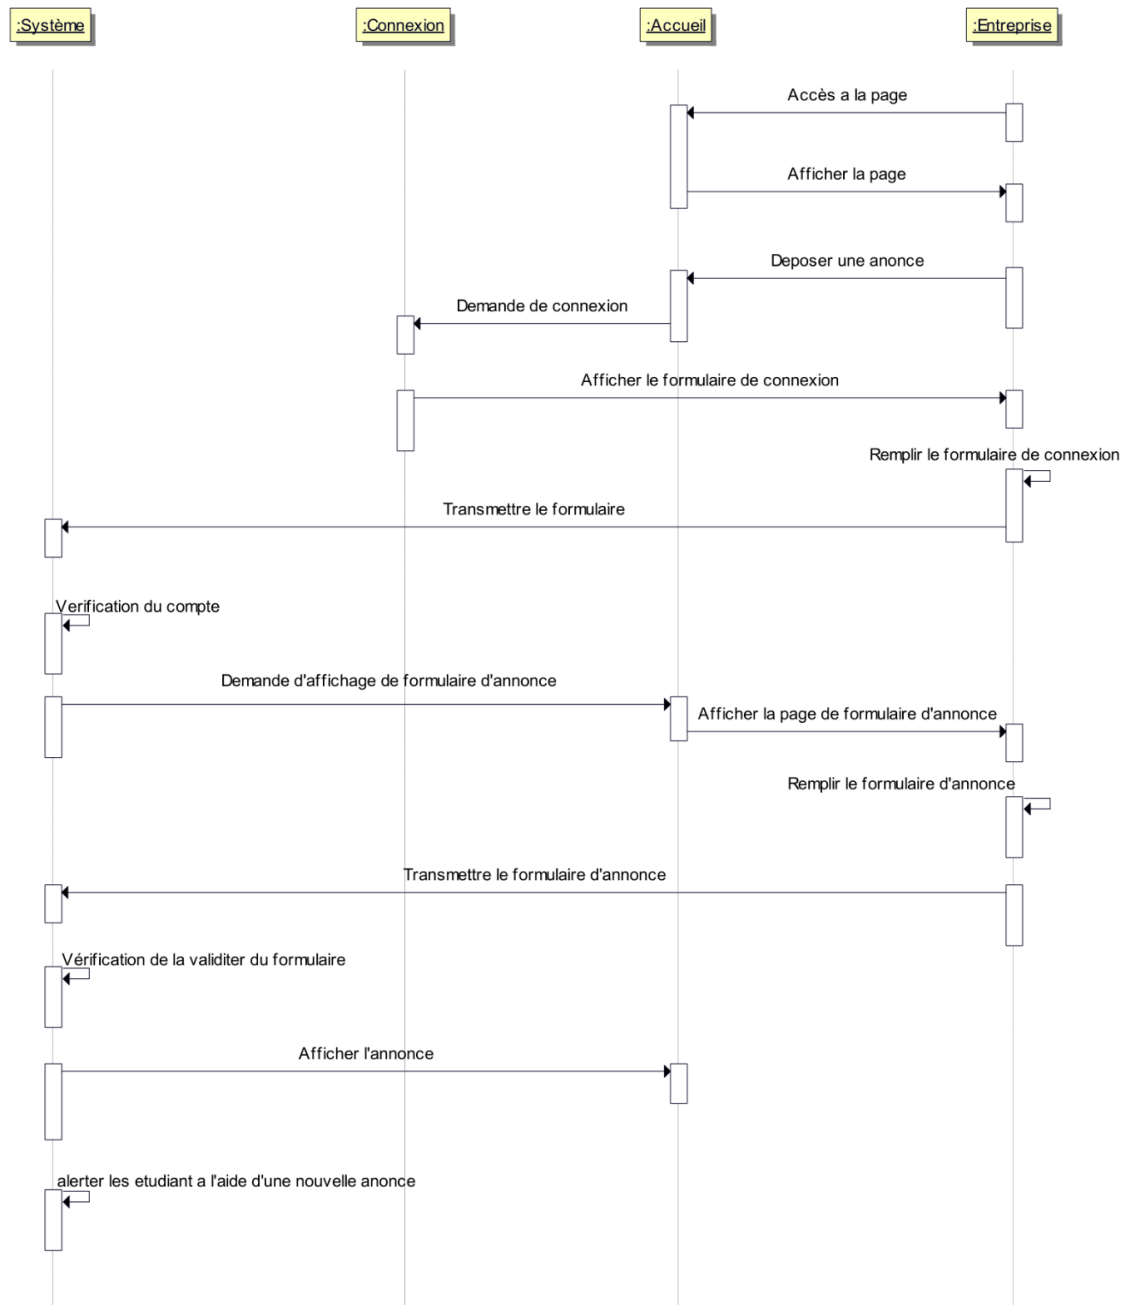 :Système
:Connexion
:Accueil
:Entreprise
Accès a la page
Afficher la page
Deposer une anonce
Demande de connexion
Afficher le formulaire de connexion
Remplir le formulaire de connexion
Transmettre le formulaire
Verification du compte
Demande d'affichage de formulaire d'annonce
Afficher la page de formulaire d'annonce
Remplir le formulaire d'annonce
Transmettre le formulaire d'annonce
Vérification de la validiter du formulaire
Afficher l'annonce
alerter les etudiant a l'aide d'une nouvelle anonce